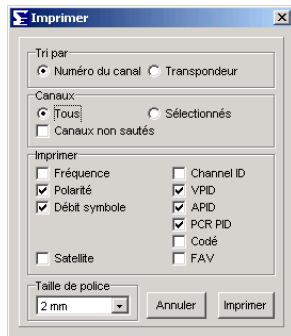 Imprimer
Tri par
Numéro du canal Transpondeur
Canaux
Tous Sélectionnés
Canaux non sautés
Imprimer
Fréquence Channel ID
Polarité VPID
Débit symbole APID
PCR PID
Codé
Satellite FAV
Taille de police
2 mm Annuler Imprimer